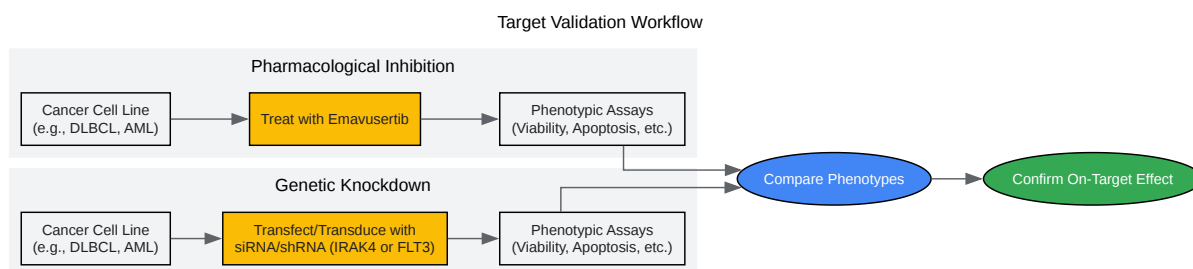 Target Validation Workflow
Pharmacological Inhibition
Cancer Cell Line
(e.g., DLBCL, AML)
Treat with Emavusertib
Phenotypic Assays
(Viability, Apoptosis, etc.)
Genetic Knockdown
Cancer Cell Line
(e.g., DLBCL, AML)
Transfect/Transduce with
siRNA/shRNA (IRAK4 or FLT3)
Phenotypic Assays
(Viability, Apoptosis, etc.)
Compare Phenotypes
Confirm On-Target Effect